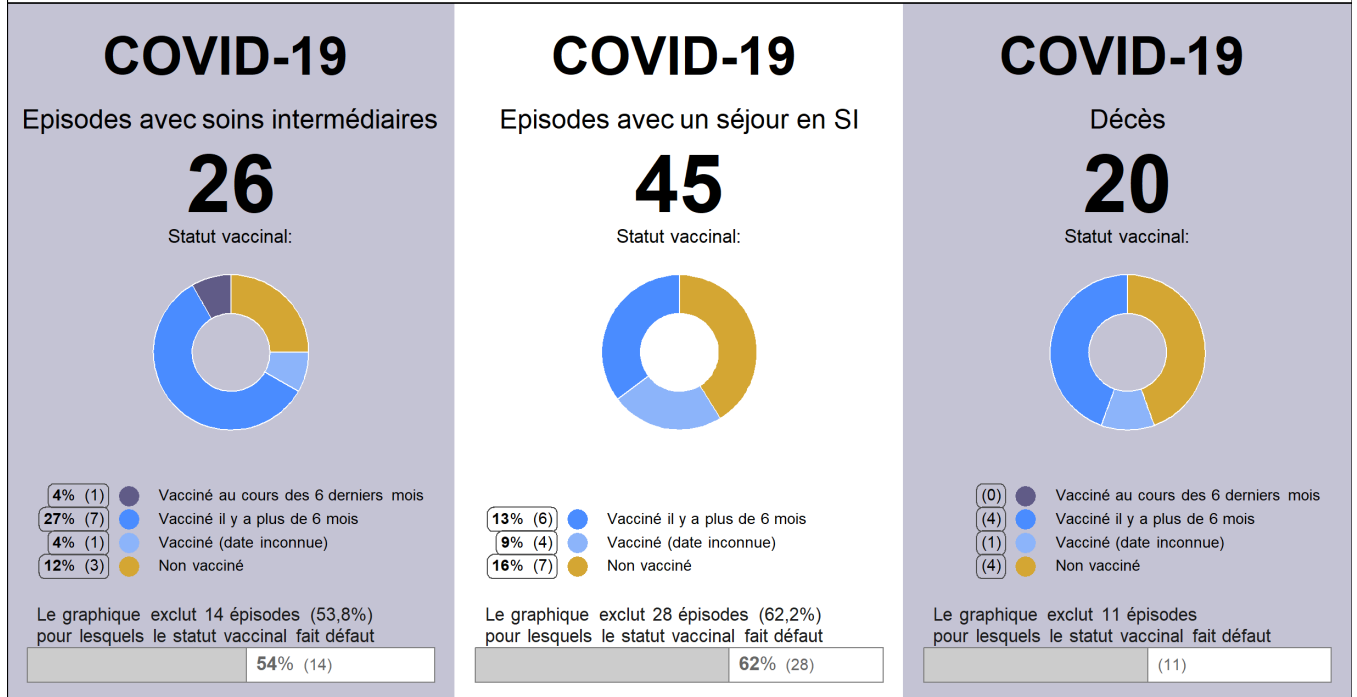 COVID-19
Episodes avec soins intermédiaires
26
Statut vaccinal:
4% (1) Vacciné au cours des 6 derniers mois
27% (7) Vacciné il y a plus de 6 mois
4% (1) Vacciné (date inconnue)
12% (3) Non vacciné
Le graphique exclut 14 épisodes (53,8%)
pour lesquels le statut vaccinal fait défaut
54% (14)
COVID-19
Episodes avec un séjour en SI
45
Statut vaccinal:
13% (6) Vacciné il y a plus de 6 mois
9% (4) Vacciné (date inconnue)
16% (7) Non vacciné
Le graphique exclut 28 épisodes (62,2%)
pour lesquels le statut vaccinal fait défaut
62% (28)
COVID-19
Décès
20
Statut vaccinal:
(0) Vacciné au cours des 6 derniers mois
(4) Vacciné il y a plus de 6 mois
(1) Vacciné (date inconnue)
(4) Non vacciné
Le graphique exclut 11 épisodes
pour lesquels le statut vaccinal fait défaut
(11)